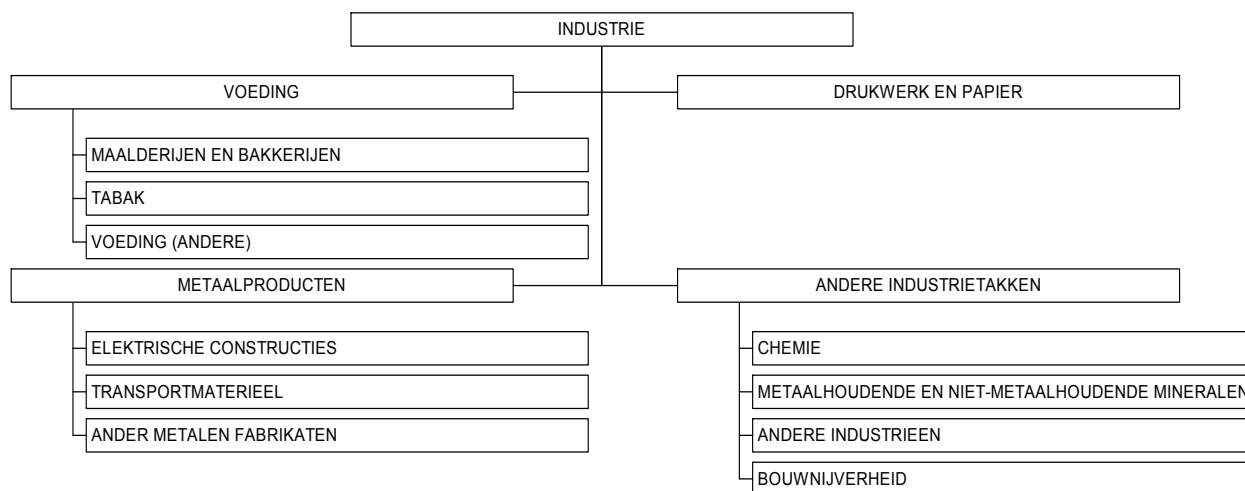 INDUSTRIE
VOEDING
DRUKWERK EN PAPIER
MAALDERIJEN EN BAKKERIJEN
TABAK
VOEDING (ANDERE)
METAALPRODUCTEN
ANDERE INDUSTRIETAKKEN
ELEKTRISCHE CONSTRUCTIES
TRANSPORTMATERIEEL
ANDER METALEN FABRIKATEN
CHEMIE
METAALHOUDENDE EN NIET-METAALHOUDENDE MINERALEN
ANDERE INDUSTRIEEN
BOUWNIJVERHEID